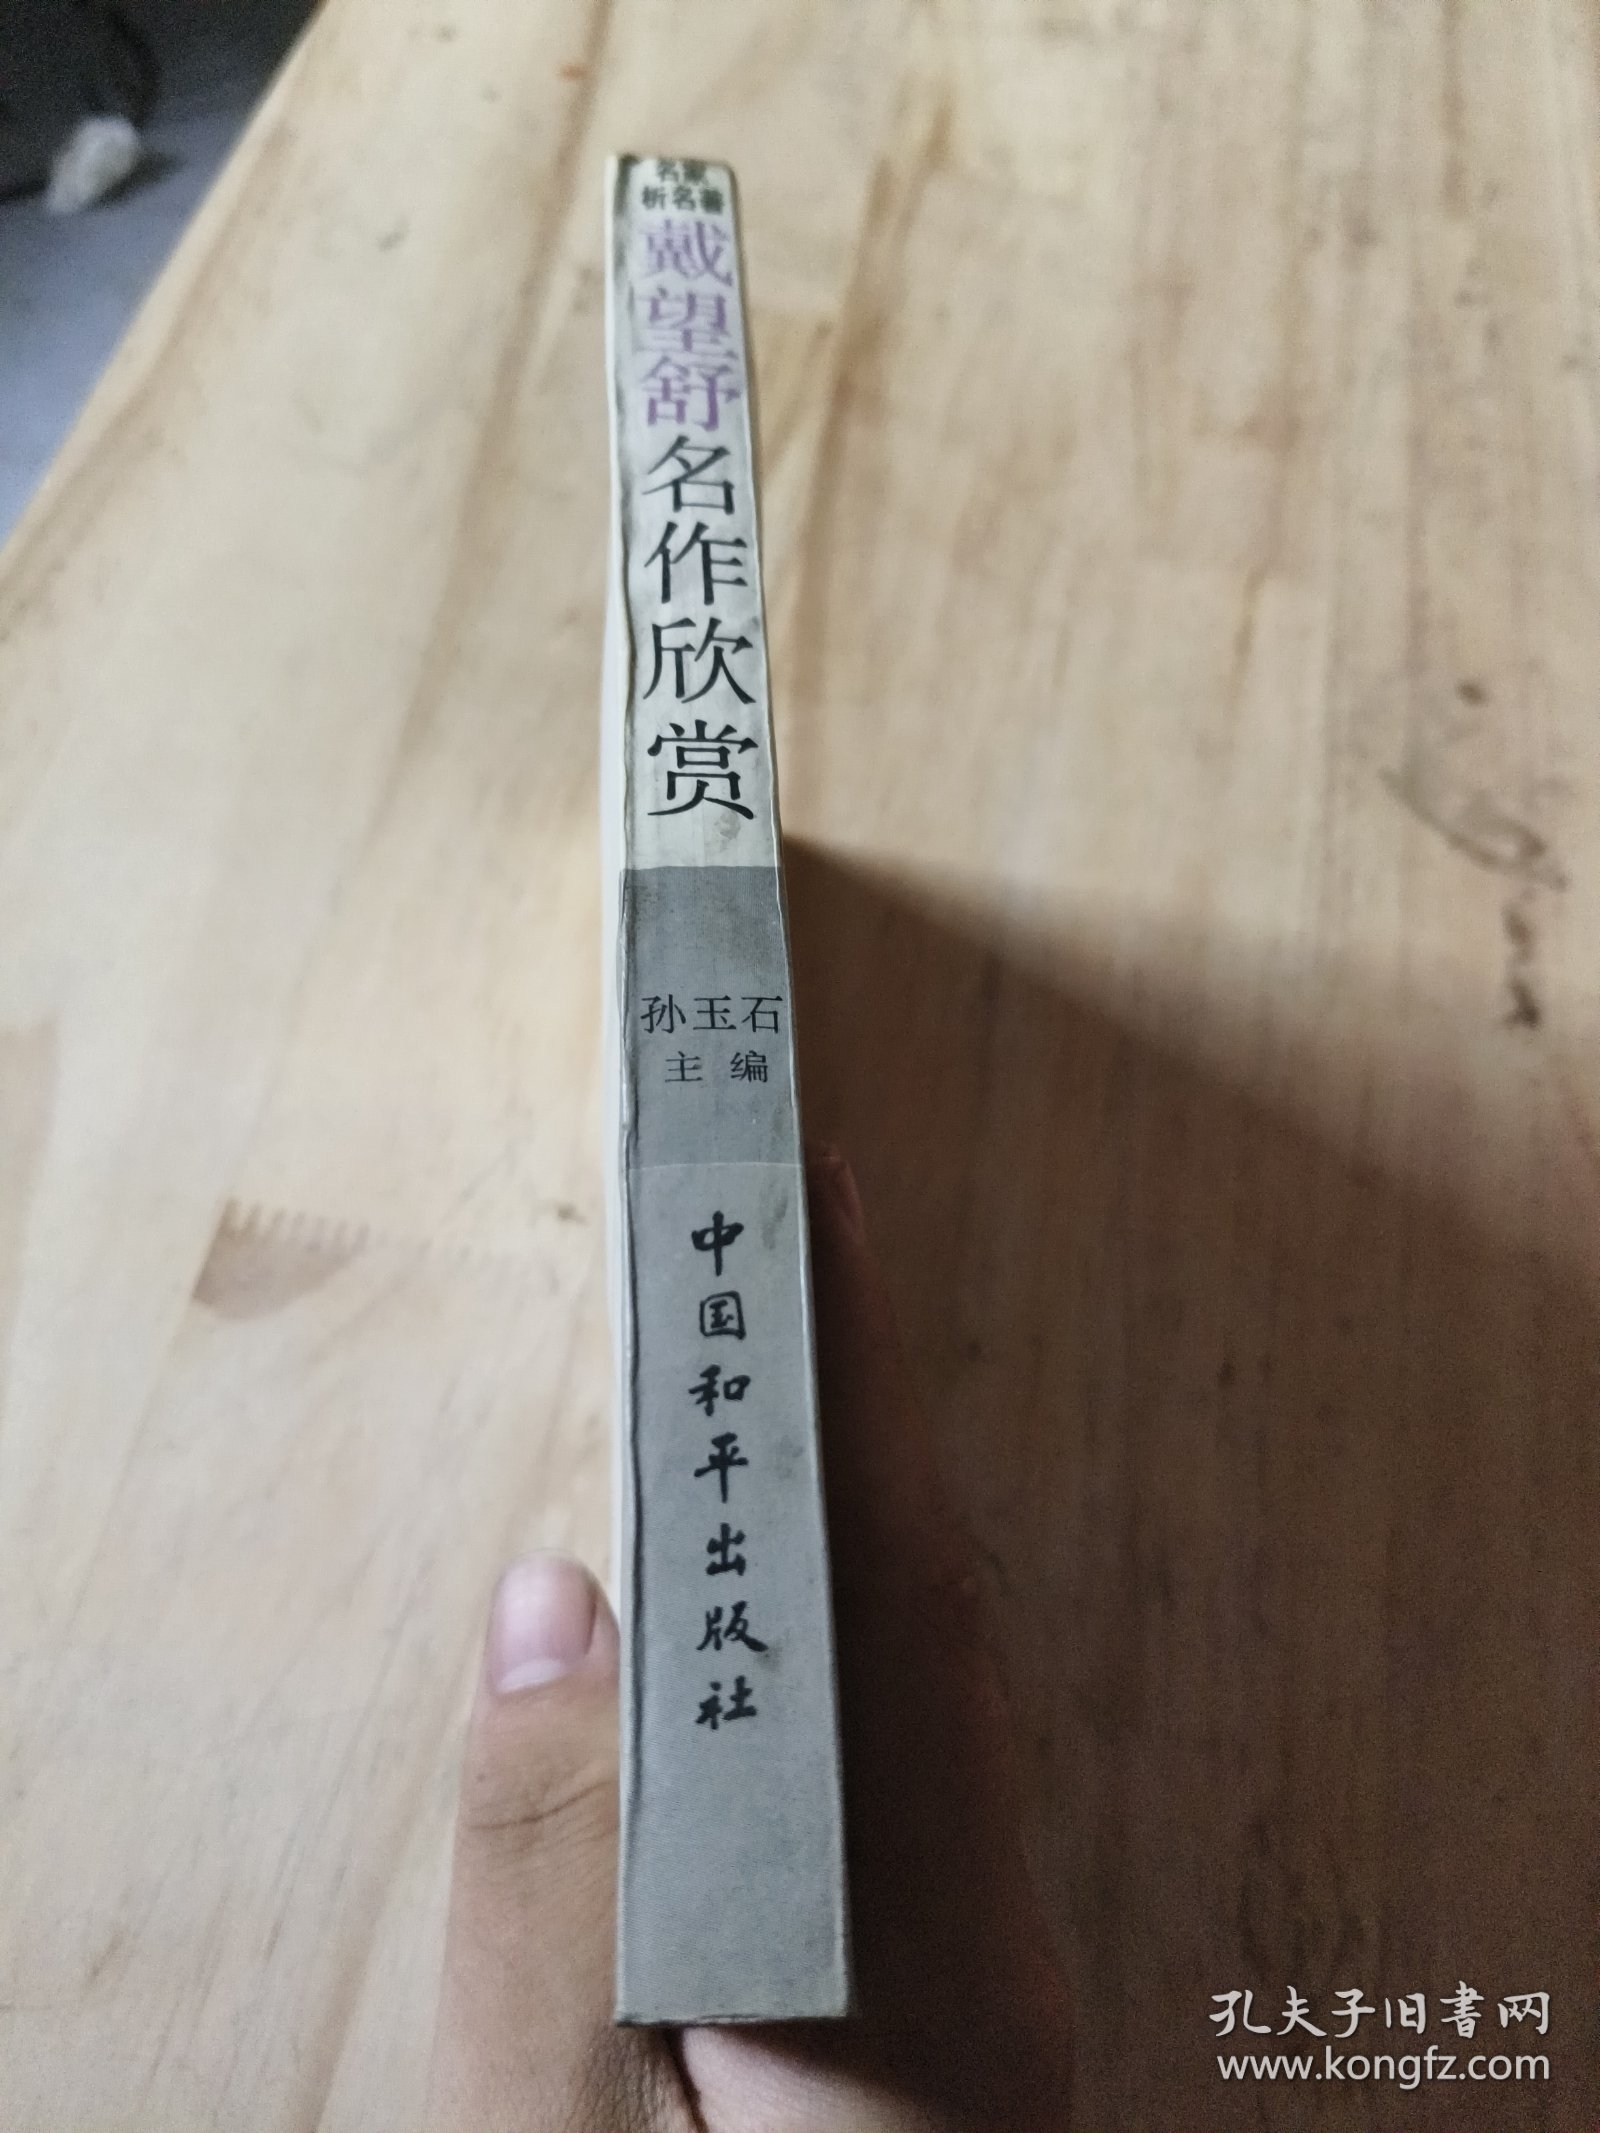 名家
析名著
戴望舒名作欣赏
孙玉石
主编
中国和平出版社
孔夫子旧書网
www.kongfz.com